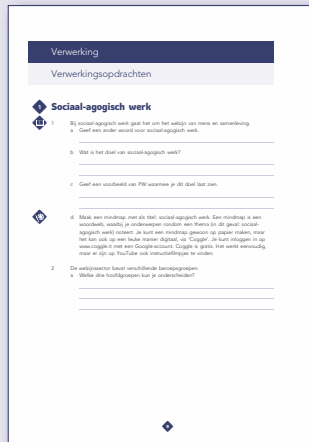 Verwerking
Verwerkingsopdrachten
1 Sociaal-agogisch werk
1 Bij sociaal-agogisch werk gaat het om het welzijn van mens en samenleving.
a Geef een ander woord voor sociaal-agogisch werk.
b Wat is het doel van sociaal-agogisch werk?
c Geef een voorbeeld van PW waarmee je dit doel laat zien.
d Maak een mindmap met als titel: sociaal-agogisch werk. Een mindmap is een
woordweb, waarbij je onderwerpen rondom een thema (in dit geval: sociaal-
agogisch werk) noteert. Je kunt een mindmap gewoon op papier maken, maar
het kan ook op een leuke manier digitaal, via 'Coggle'. Je kunt inloggen in op
www.coggle.it met een Google-account. Coggle is gratis. Het werkt eenvoudig,
maar er zijn op YouTube ook instructiefilmpjes te vinden.
2 De welzijnssector bevat verschillende beroepsgroepen.
a Welke drie hoofdgroepen kun je onderscheiden?